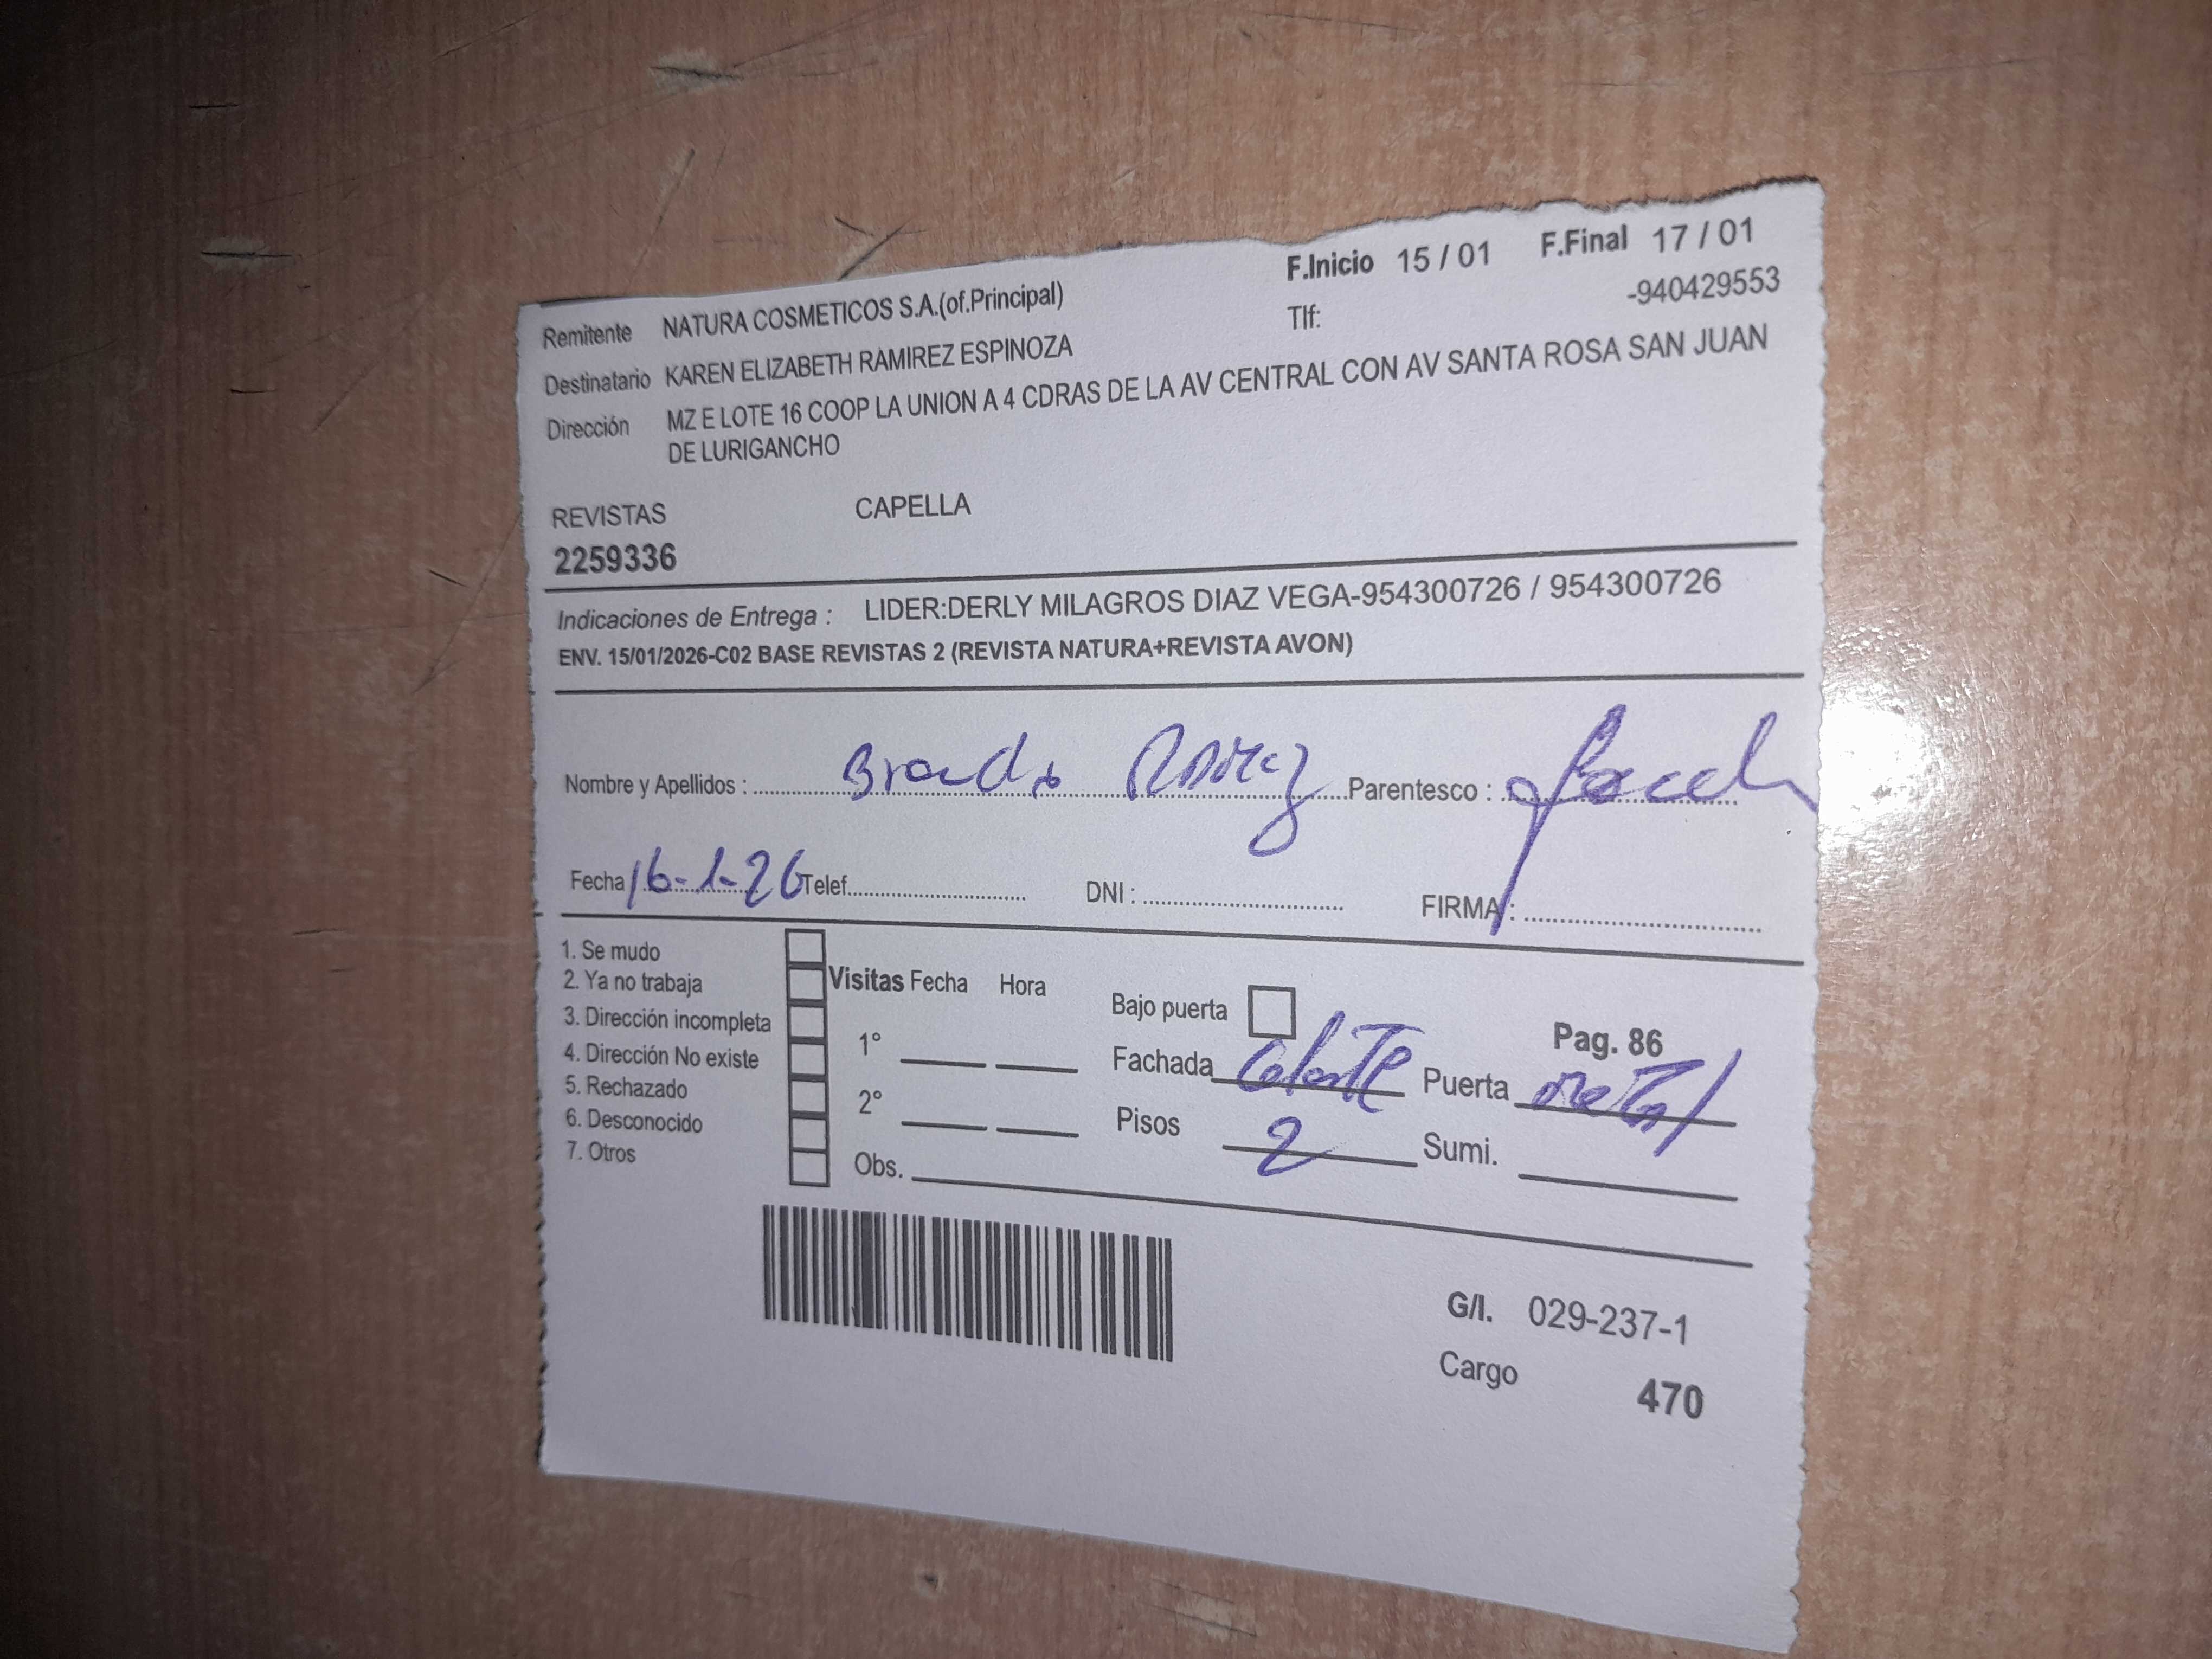 F.Inicio 15 / 01 F.Final 17 / 01
Remitente NATURA COSMETICOS S.A.(of.Principal) Tlf: -940429553
Destinatario KAREN ELIZABETH RAMIREZ ESPINOZA
Dirección MZ E LOTE 16 COOP LA UNION A 4 CDRAS DE LA AV CENTRAL CON AV SANTA ROSA SAN JUAN
DE LURIGANCHO
REVISTAS CAPELLA
2259336
Indicaciones de Entrega : LIDER:DERLY MILAGROS DIAZ VEGA-954300726 / 954300726
ENV. 15/01/2026-C02 BASE REVISTAS 2 (REVISTA NATURA+REVISTA AVON)
Nombre y Apellidos : Parentesco :
Fecha 16-1-26 Telef. DNI : FIRMA :
1. Se mudo
2. Ya no trabaja
3. Dirección incompleta
4. Dirección No existe
5. Rechazado
6. Desconocido
7. Otros
Visitas Fecha Hora
1°
2°
Obs.
Bajo puerta Pag. 86
Fachada Celeste Puerta metal
Pisos 2 Sumi.
G/I. 029-237-1
Cargo 470